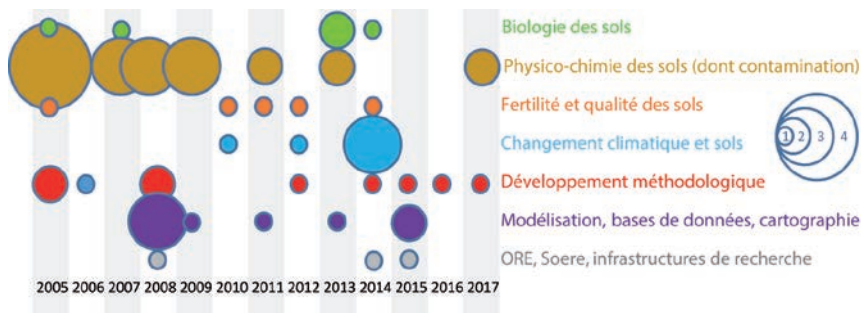 Biologie des sols
Physico-chimie des sols (dont contamination)
Fertilité et qualité des sols
Changement climatique et sols
1 2 3 4
Développement méthodologique
Modélisation, bases de données, cartographie
ORE, Soere, infrastructures de recherche
2005 2006 2007 2008 2009 2010 2011 2012 2013 2014 2015 2016 2017